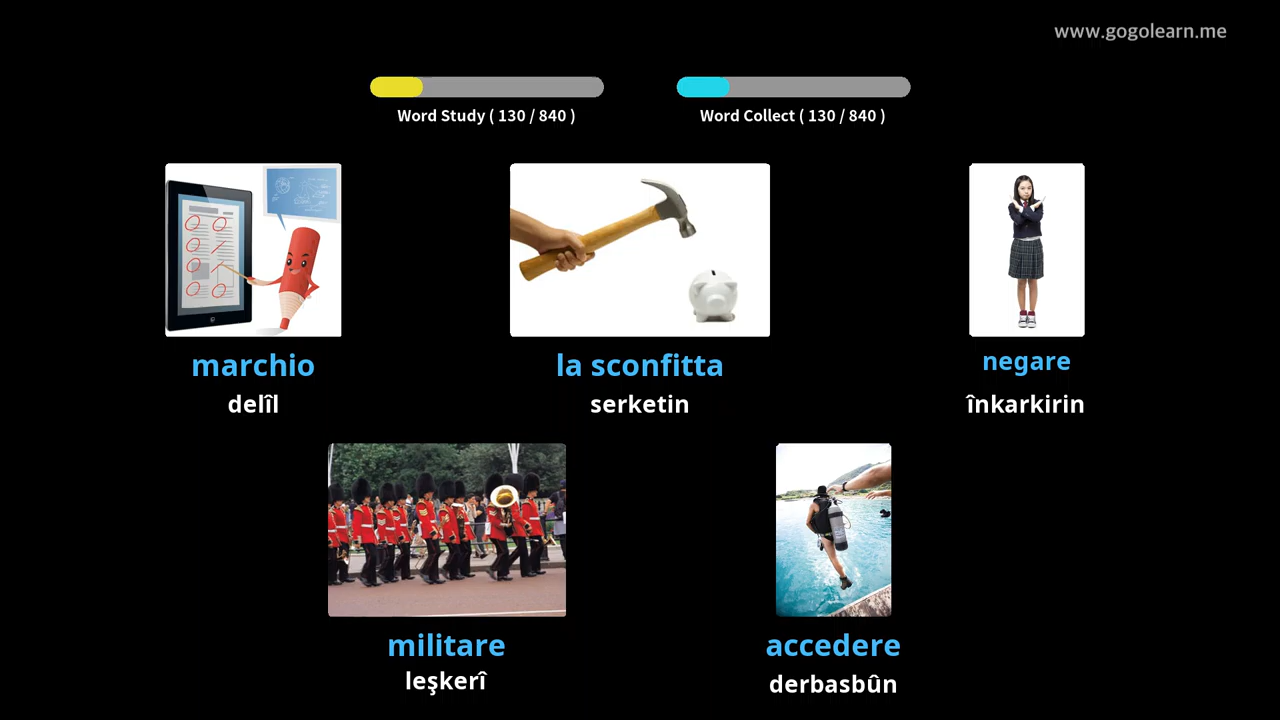 www.gogolearn.me
Word Study ( 130 / 840 )
Word Collect ( 130 / 840 )
marchio
delîl
la sconfitta
serketin
negare
înkarkirin
militare
leşkerî
accedere
derbasbûn